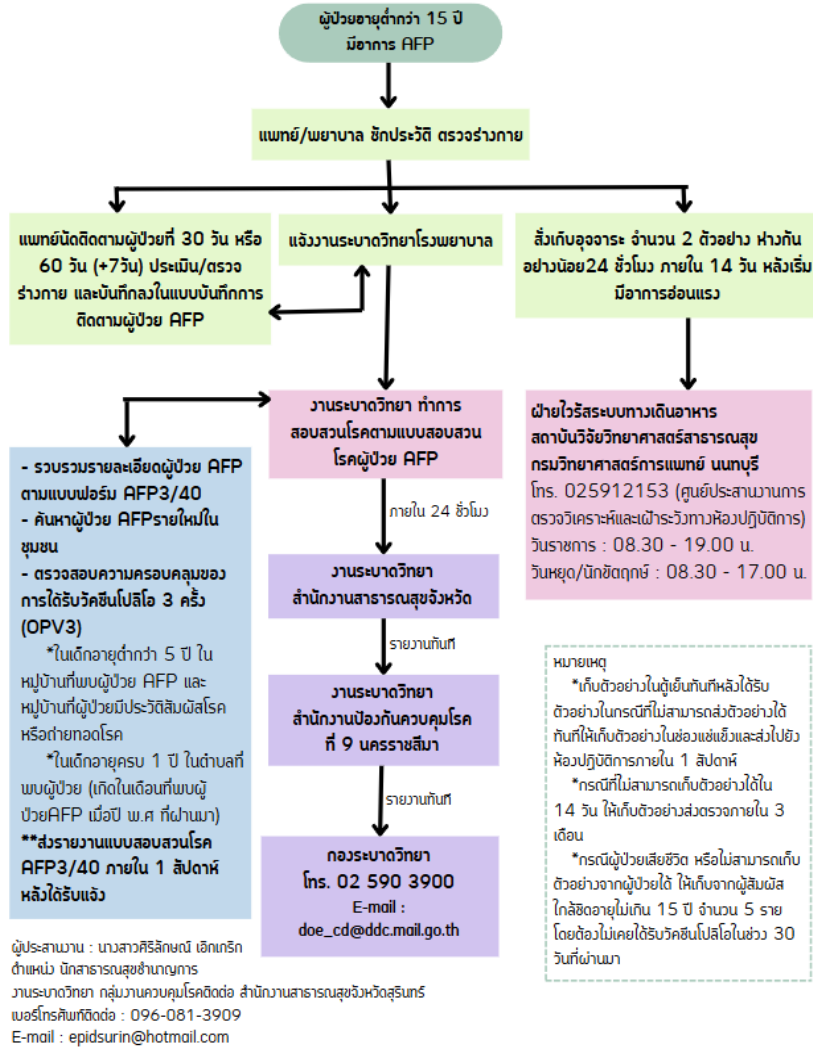 ผู้ป่วยอายุต่ำกว่า 15 ปี
มีอาการ AFP
แพทย์/พยาบาล ซักประวัติ ตรวจร่างกาย
แพทย์นัดติดตามผู้ป่วยที่ 30 วัน หรือ
60 วัน (+7วัน) ประเมิน/ตรวจ
ร่างกาย และบันทึกลงในแบบบันทึกการ
ติดตามผู้ป่วย AFP
แจ้งงานระบาดวิทยาโรงพยาบาล
สั่งเก็บอุจจาระ จำนวน 2 ตัวอย่าง ห่างกัน
อย่างน้อย24 ชั่วโมง ภายใน 14 วัน หลังเริ่ม
มีอาการอ่อนแรง
- รวบรวมรายละเอียดผู้ป่วย AFP
ตามแบบฟอร์ม AFP3/40
- ค้นหาผู้ป่วย AFPรายใหม่ใน
ชุมชน
- ตรวจสอบความครอบคลุมของ
การได้รับวัคซีนโปลิโอ 3 ครั้ง
(OPV3)
*ในเด็กอายุต่ำกว่า 5 ปี ใน
หมู่บ้านที่พบผู้ป่วย AFP และ
หมู่บ้านที่ผู้ป่วยมีประวัติสัมผัสโรค
หรือถ่ายทอดโรค
*ในเด็กอายุครบ 1 ปี ในตำบลที่
พบผู้ป่วย (เกิดในเดือนที่พบผู้
ป่วยAFP เมื่อปี พ.ศ ที่ผ่านมา)
**ส่งรายงานแบบสอบสวนโรค
AFP3/40 ภายใน 1 สัปดาห์
หลังได้รับแจ้ง
งานระบาดวิทยา ทำการ
สอบสวนโรคตามแบบสอบสวน
โรคผู้ป่วย AFP
ภายใน 24 ชั่วโมง
งานระบาดวิทยา
สำนักงานสาธารณสุขจังหวัด
รายงานทันที
งานระบาดวิทยา
สำนักงานป้องกันควบคุมโรค
ที่ 9 นครราชสีมา
รายงานทันที
กองระบาดวิทยา
โทร. 02 590 3900
E-mail :
doe_cd@ddc.mail.go.th
ฝ่ายไวรัสระบบทางเดินอาหาร
สถาบันวิจัยวิทยาศาสตร์สาธารณสุข
กรมวิทยาศาสตร์การแพทย์ นนทบุรี
โทร. 025912153 (ศูนย์ประสานงานการ
ตรวจวิเคราะห์และเฝ้าระวังทางห้องปฏิบัติการ)
วันราชการ : 08.30 - 19.00 น.
วันหยุด/นักขัตฤกษ์ : 08.30 - 17.00 น.
หมายเหตุ
*เก็บตัวอย่างในตู้เย็นทันทีหลังได้รับ
ตัวอย่างในกรณีที่ไม่สามารถส่งตัวอย่างได้
ทันทีให้เก็บตัวอย่างในช่องแช่แข็งและส่งไปยัง
ห้องปฏิบัติการภายใน 1 สัปดาห์
*กรณีที่ไม่สามารถเก็บตัวอย่างได้ใน
14 วัน ให้เก็บตัวอย่างส่งตรวจภายใน 3
เดือน
*กรณีผู้ป่วยเสียชีวิต หรือไม่สามารถเก็บ
ตัวอย่างจากผู้ป่วยได้ ให้เก็บจากผู้สัมผัส
ใกล้ชิดอายุไม่เกิน 15 ปี จำนวน 5 ราย
โดยต้องไม่เคยได้รับวัคซีนโปลิโอในช่วง 30
วันที่ผ่านมา
ผู้ประสานงาน : นางสาวศิริลักษณ์ เอิกเกริก
ตำแหน่ง นักสาธารณสุขชำนาญการ
งานระบาดวิทยา กลุ่มงานควบคุมโรคติดต่อ สำนักงานสาธารณสุขจังหวัดสุรินทร์
เบอร์โทรศัพท์ติดต่อ : 096-081-3909
E-mail : epidsurin@hotmail.com